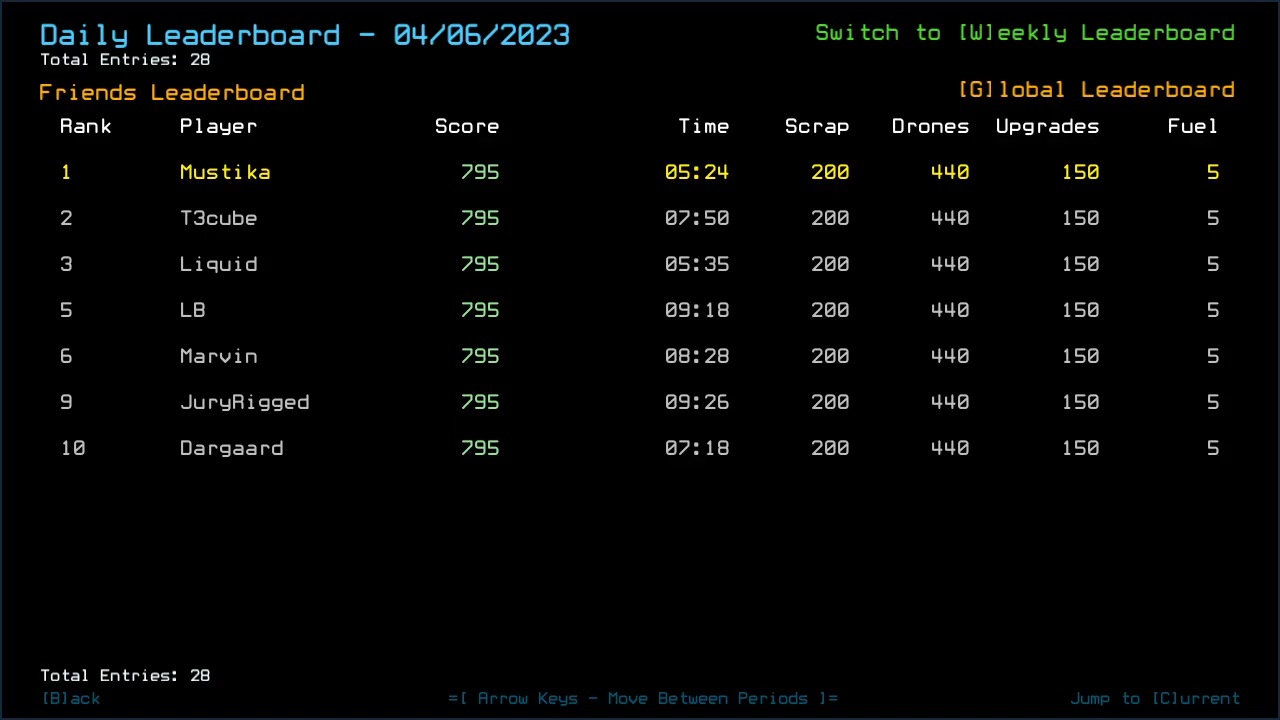 Daily Leaderboard - 04/06/2023 Switch to [W]eekly Leaderboard
Total Entries: 28
Friends Leaderboard [G]lobal Leaderboard
Rank Player Score Time Scrap Drones Upgrades Fuel
1 Mustika 795 05:24 200 440 150 5
2 T3cube 795 07:50 200 440 150 5
3 Liquid 795 05:35 200 440 150 5
5 LB 795 09:18 200 440 150 5
6 Marvin 795 08:28 200 440 150 5
9 JuryRigged 795 09:26 200 440 150 5
10 Dargaard 795 07:18 200 440 150 5
Total Entries: 28
[B]ack =[ Arrow Keys - Move Between Periods ]= Jump to [C]urrent